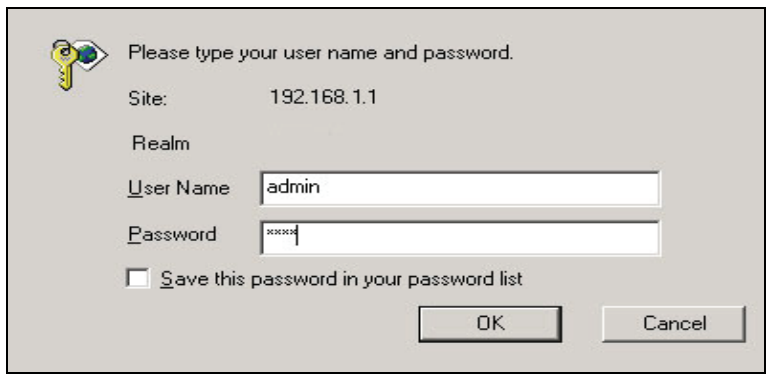 Please type your user name and password.
Site: 192.168.1.1
Realm
User Name admin
Password ××××
Save this password in your password list
OK Cancel